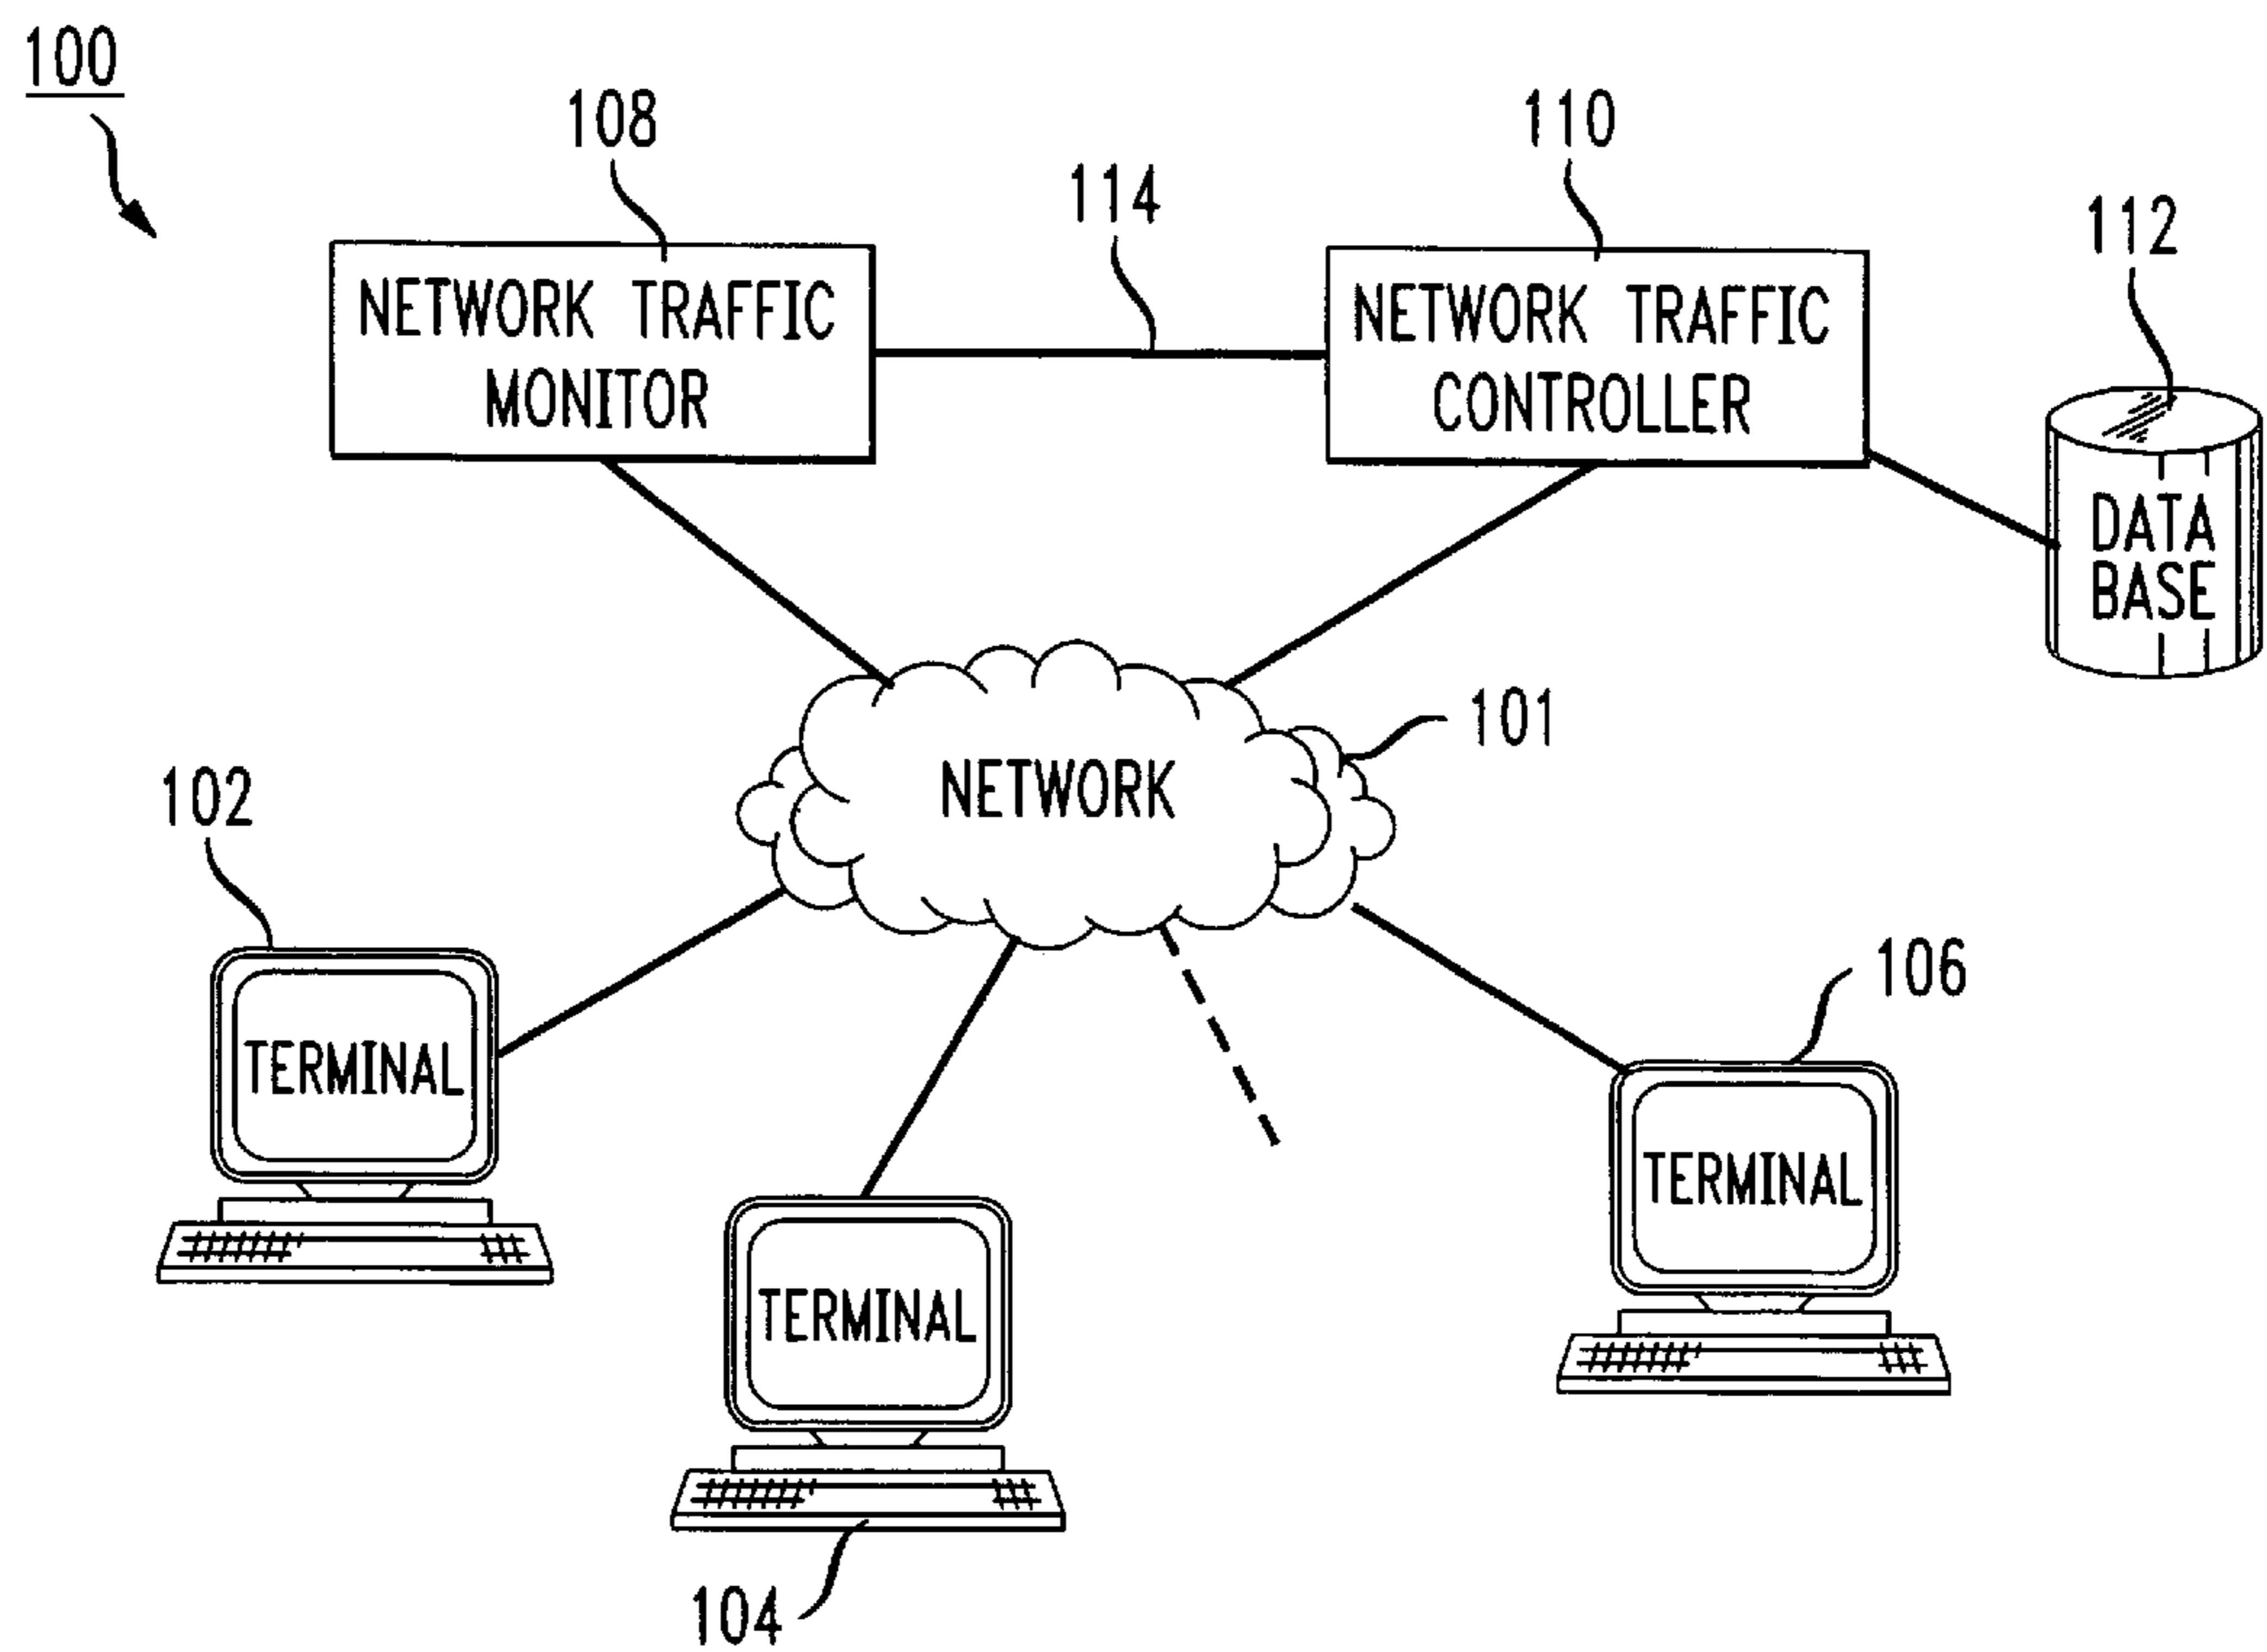 100
108
110
114
112
NETWORK TRAFFIC
MONITOR
NETWORK TRAFFIC
CONTROLLER
DATA
BASE
101
NETWORK
102
106
TERMINAL
TERMINAL
TERMINAL
104